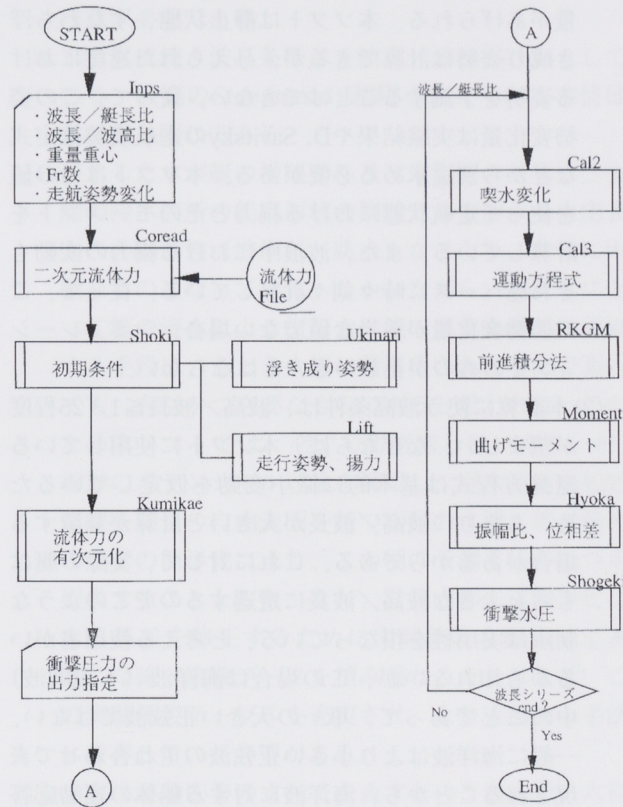 START
Inps
・波長／艇長比
・波長／波高比
・重量重心
・Fr数
・走航姿勢変化
Coread
二次元流体力
流体力
File
Shoki
初期条件
Ukinari
浮き成り姿勢
Lift
走行姿勢、揚力
Kumikae
流体力の
有次元化
衝撃圧力の
出力指定
A
A
波長／艇長比
Cal2
喫水変化
Cal3
運動方程式
RKGM
前進積分法
Moment
曲げモーメント
Hyoka
振幅比、位相差
Shogeki
衝撃水圧
波長シリーズ
end？
No
Yes
End